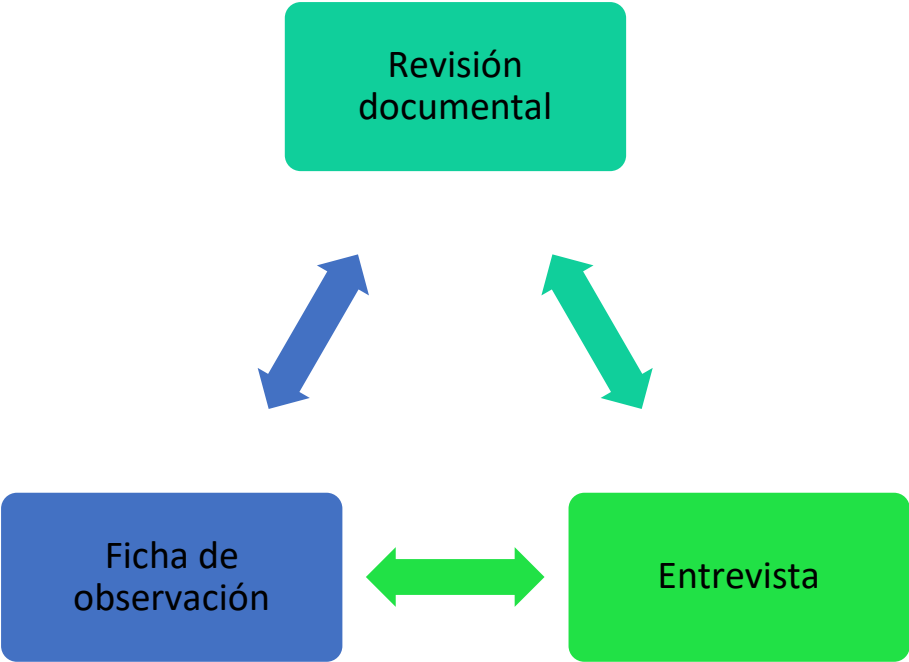 Revisión
documental
Ficha de
observación
Entrevista